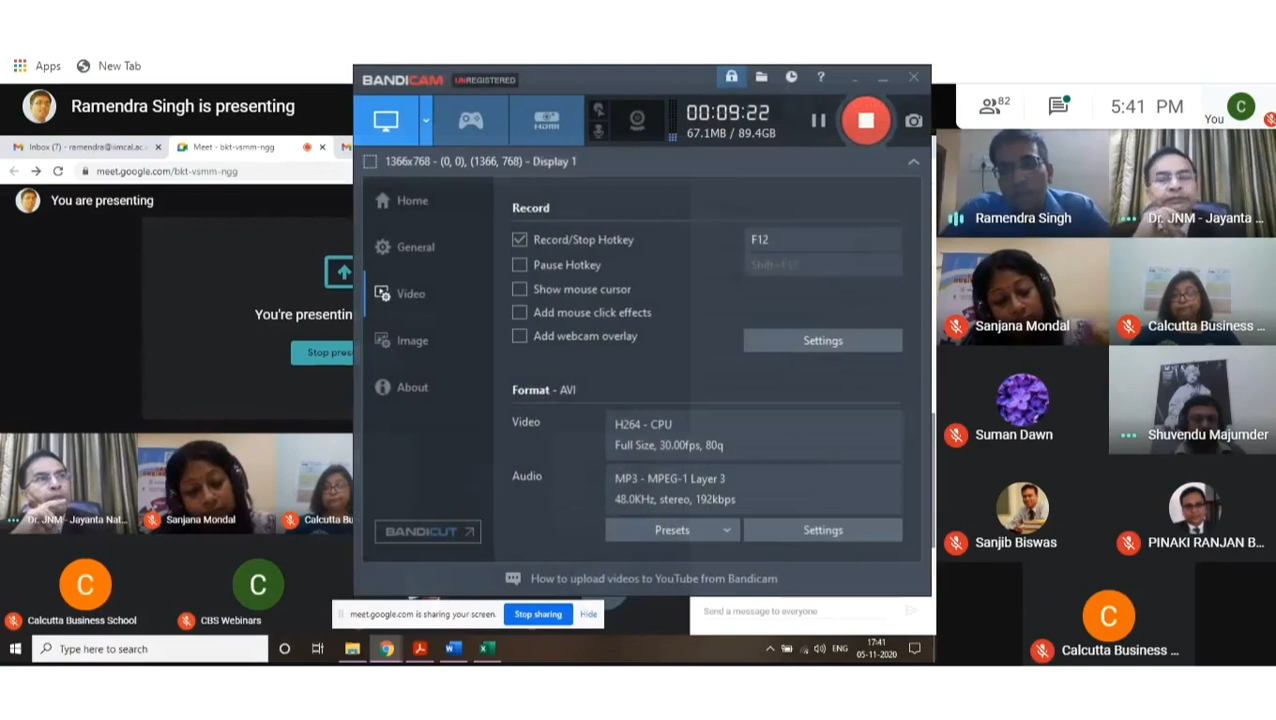 Apps
New Tab
Ramendra Singh is presenting
Inbox (7) - ramendra@iimcal.ac.
Meet - bkt-vsmm-ngg
meet.google.com/bkt-vsmm-ngg
You are presenting
You're presentin
Stop pres
Dr. JNM - Jayanta Nat...
Sanjana Mondal
Calcutta Bu
C
C
Calcutta Business School
CBS Webinars
BANDICAM
UNREGISTERED
?
HDMI
00:09:22
67.1MB / 89.4GB
1366x768 - (0, 0), (1366, 768) - Display 1
Home
General
Video
Image
About
BANDICUT
Record
Record/Stop Hotkey
F12
Pause Hotkey
Show mouse cursor
Add mouse click effects
Add webcam overlay
Settings
Format - AVI
Video
H264 - CPU
Full Size, 30.00fps, 80q
Audio
MP3 - MPEG-1 Layer 3
48.0KHz, stereo, 192kbps
Presets
Settings
How to upload videos to YouTube from Bandicam
meet.google.com is sharing your screen.
Stop sharing
Hide
Send a message to everyone
Type here to search
ENG
17:41
05-11-2020
82
5:41 PM
You
C
Ramendra Singh
Dr. JNM - Jayanta ...
Sanjana Mondal
Calcutta Business ...
Suman Dawn
Shuvendu Majumder
Sanjib Biswas
PINAKI RANJAN B...
C
Calcutta Business ...